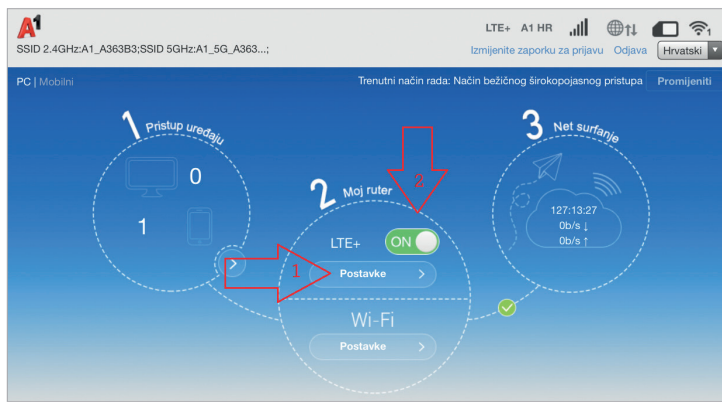 A1
LTE+ A1 HR 1
SSID 2.4GHz:A1_A363B3;SSID 5GHz:A1_5G_A363...;
Izmijenite zaporku za prijavu Odjava Hrvatski
PC | Mobilni
Trenutni način rada: Način bežičnog širokopojasnog pristupa Promijeniti
1 Pristup uređaju
0
1
2 Moj ruter
2
LTE+ ON
1
Postavke
Wi-Fi
Postavke
3 Net surfanje
127:13:27
0b/s ↓
0b/s ↑